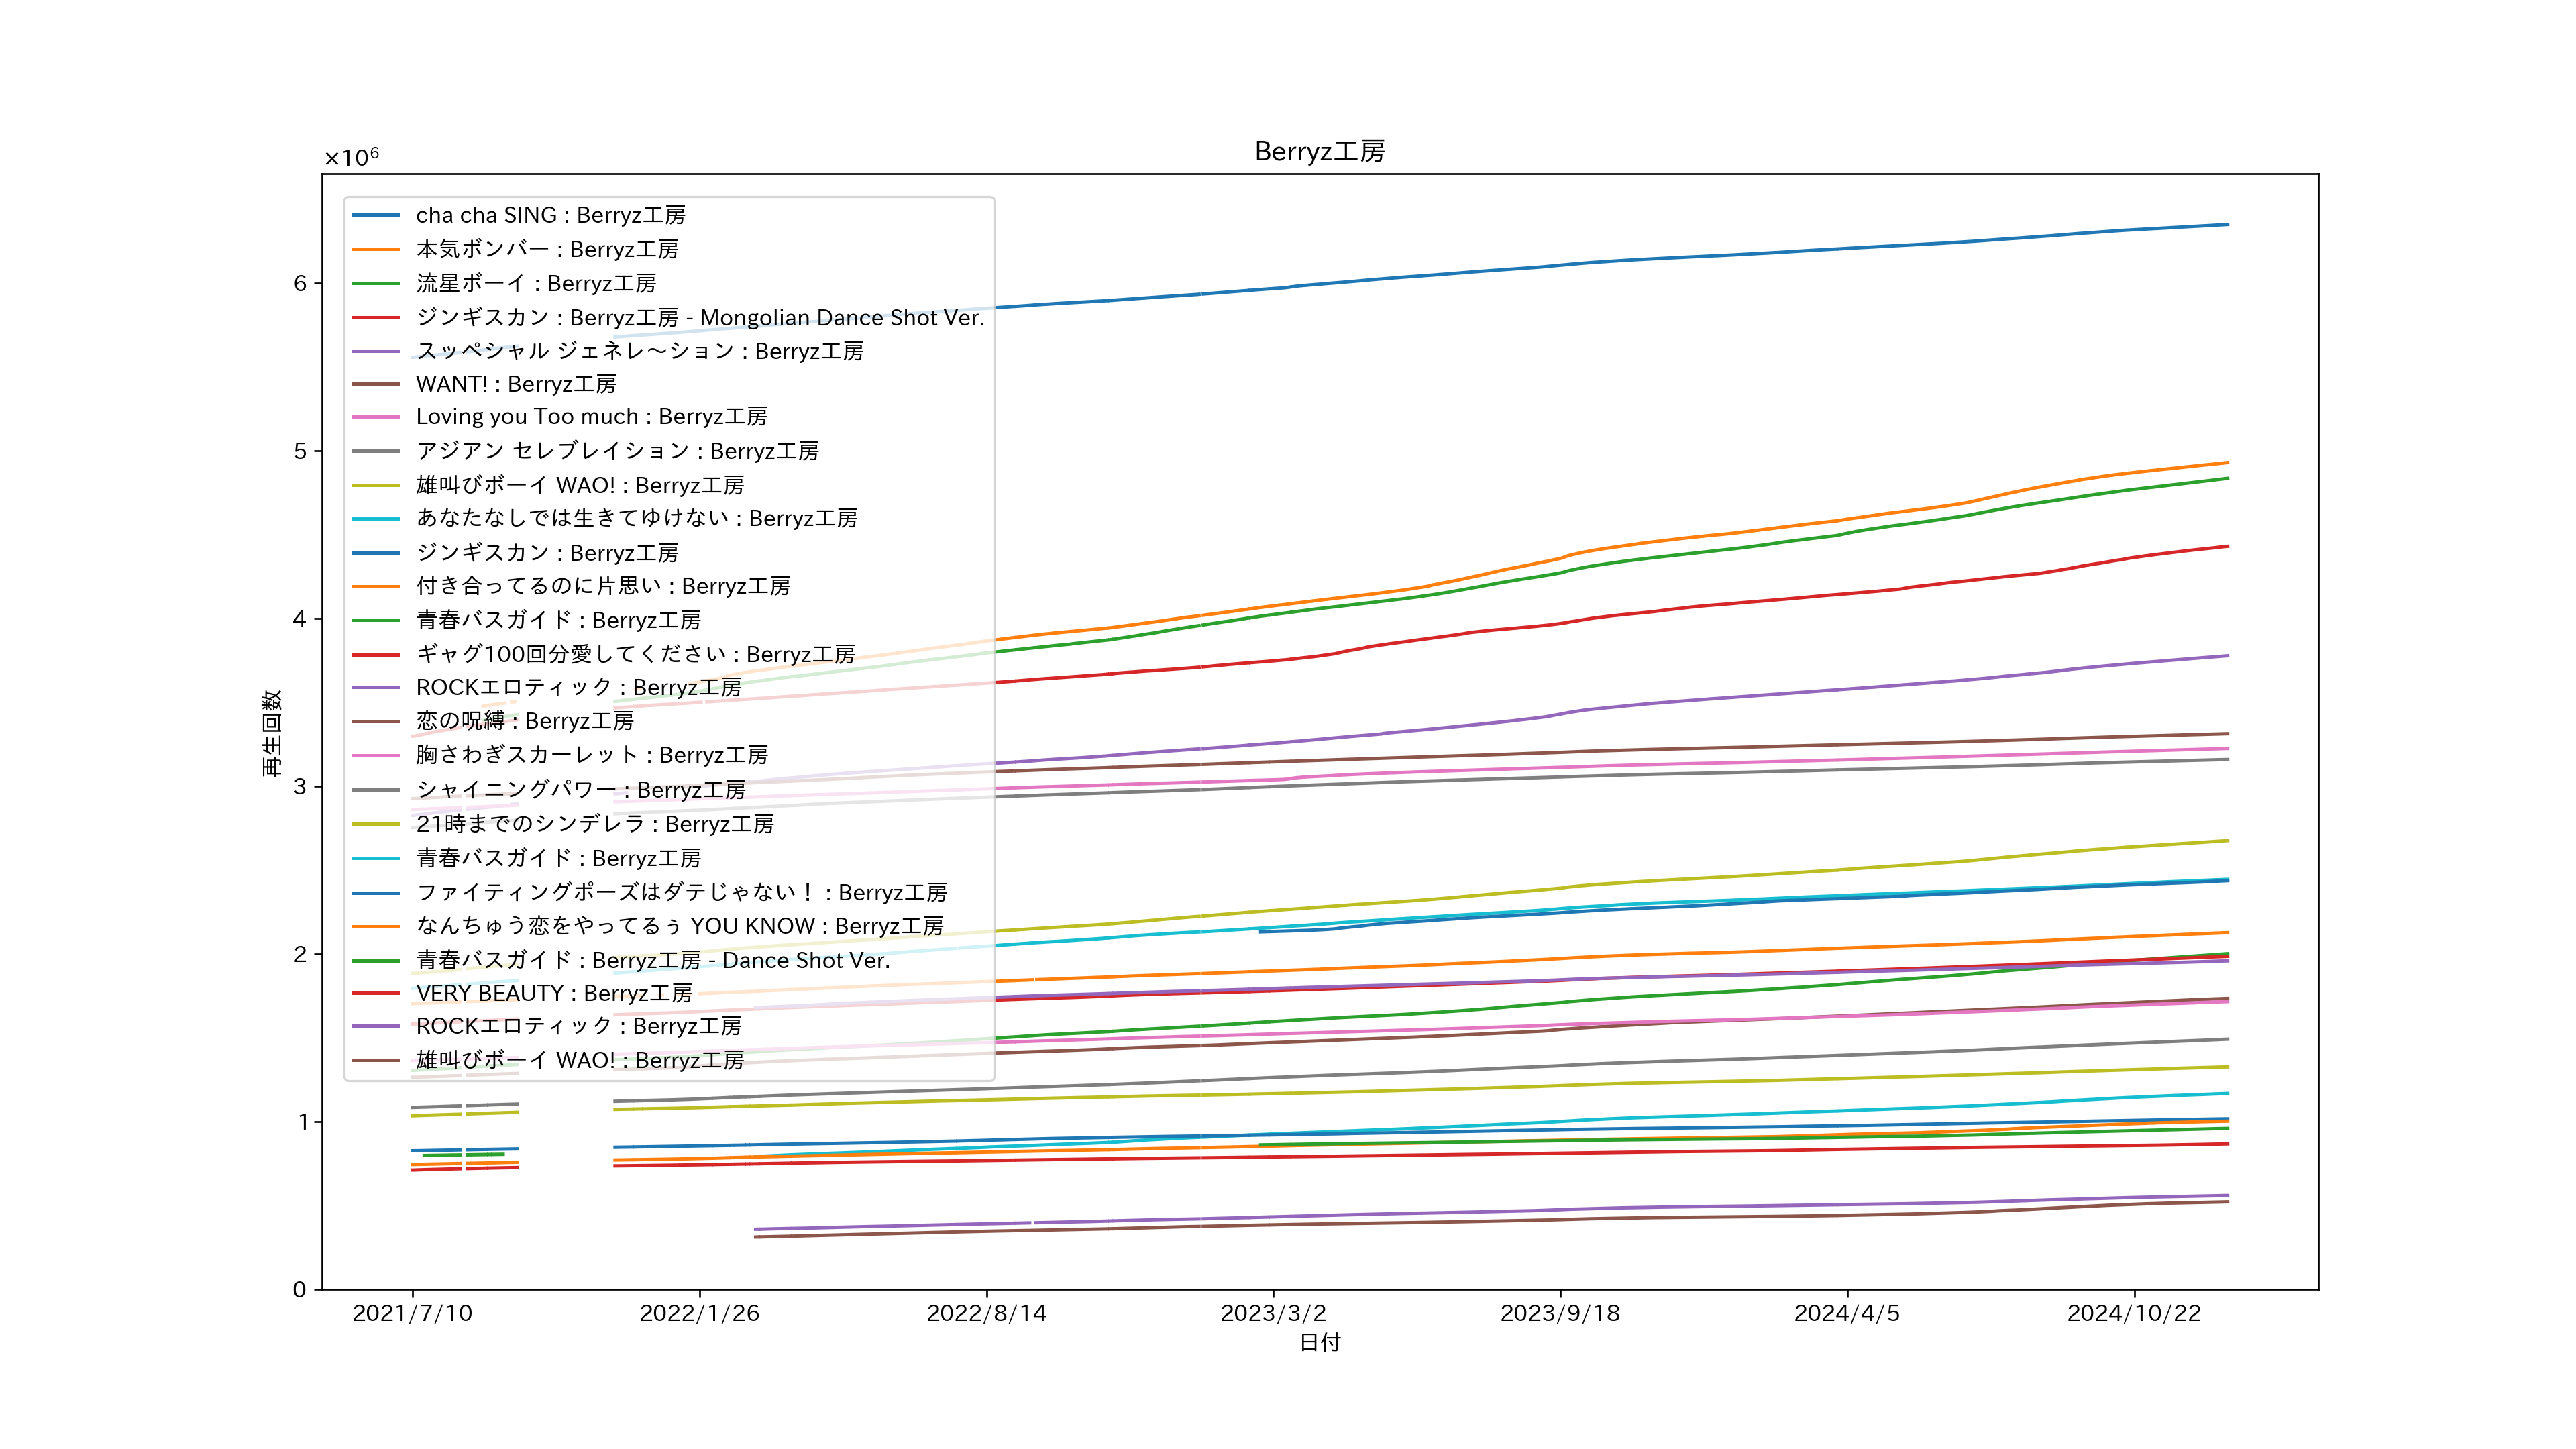 Berryz工房
×10⁶
cha cha SING : Berryz工房
本気ボンバー : Berryz工房
流星ボーイ : Berryz工房
ジンギスカン : Berryz工房 - Mongolian Dance Shot Ver.
スッペシャル ジェネレ～ション : Berryz工房
WANT! : Berryz工房
Loving you Too much : Berryz工房
アジアン セレブレイション : Berryz工房
雄叫びボーイ WAO! : Berryz工房
あなたなしでは生きてゆけない : Berryz工房
ジンギスカン : Berryz工房
付き合ってるのに片思い : Berryz工房
青春バスガイド : Berryz工房
ギャグ100回分愛してください : Berryz工房
ROCKエロティック : Berryz工房
恋の呪縛 : Berryz工房
胸さわぎスカーレット : Berryz工房
シャイニングパワー : Berryz工房
21時までのシンデレラ : Berryz工房
青春バスガイド : Berryz工房
ファイティングポーズはダテじゃない！ : Berryz工房
なんちゅう恋をやってるぅ YOU KNOW : Berryz工房
青春バスガイド : Berryz工房 - Dance Shot Ver.
VERY BEAUTY : Berryz工房
ROCKエロティック : Berryz工房
雄叫びボーイ WAO! : Berryz工房
6
5
4
3
2
1
0
再生回数
2021/7/10 2022/1/26 2022/8/14 2023/3/2 2023/9/18 2024/4/5 2024/10/22
日付